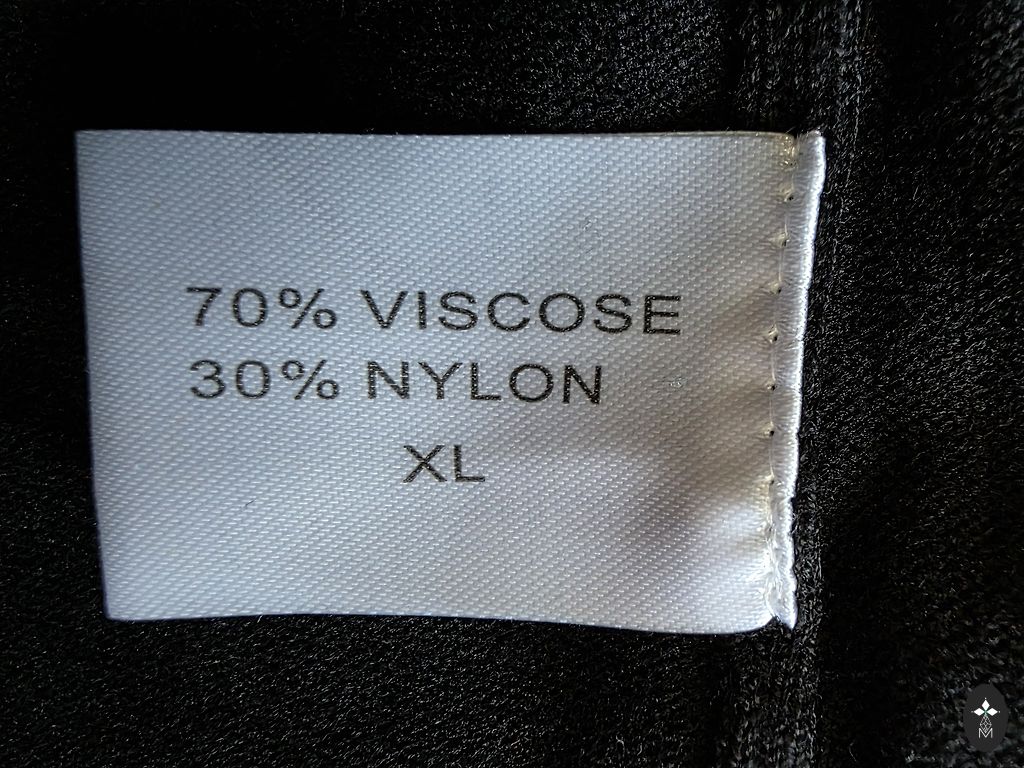 70% VISCOSE
30% NYLON
XL
M